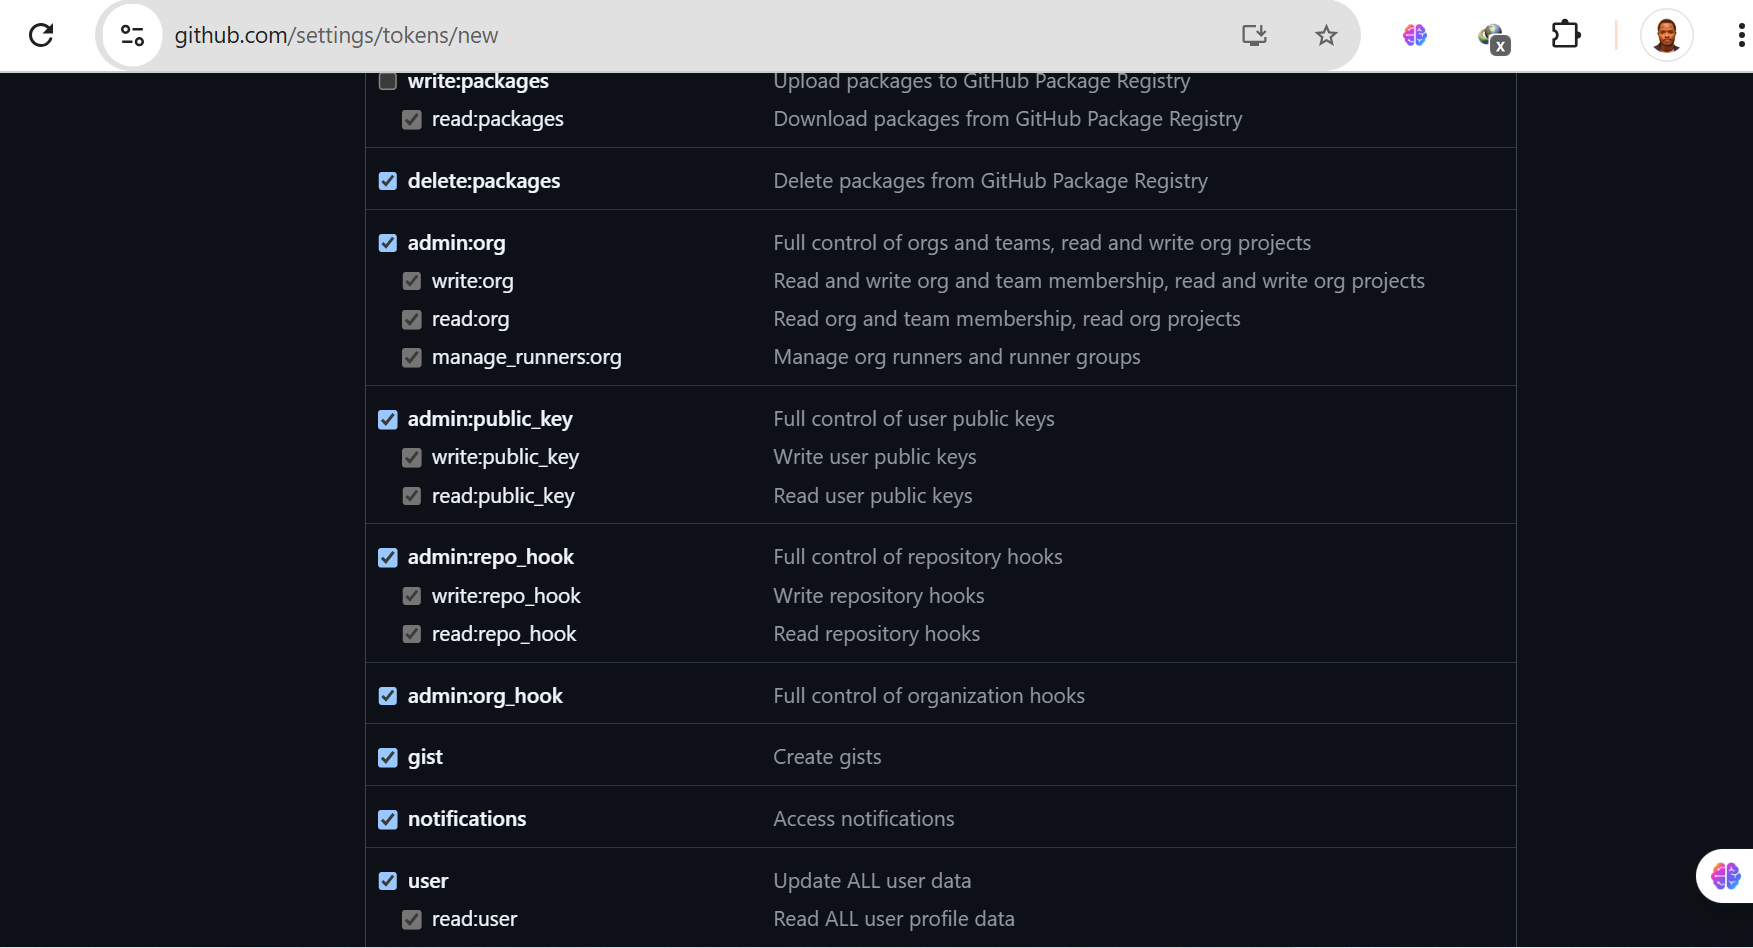 github.com/settings/tokens/new
X
write:packages Upload packages to GitHub Package Registry
read:packages Download packages from GitHub Package Registry
delete:packages Delete packages from GitHub Package Registry
admin:org Full control of orgs and teams, read and write org projects
write:org Read and write org and team membership, read and write org projects
read:org Read org and team membership, read org projects
manage_runners:org Manage org runners and runner groups
admin:public_key Full control of user public keys
write:public_key Write user public keys
read:public_key Read user public keys
admin:repo_hook Full control of repository hooks
write:repo_hook Write repository hooks
read:repo_hook Read repository hooks
admin:org_hook Full control of organization hooks
gist Create gists
notifications Access notifications
user Update ALL user data
read:user Read ALL user profile data